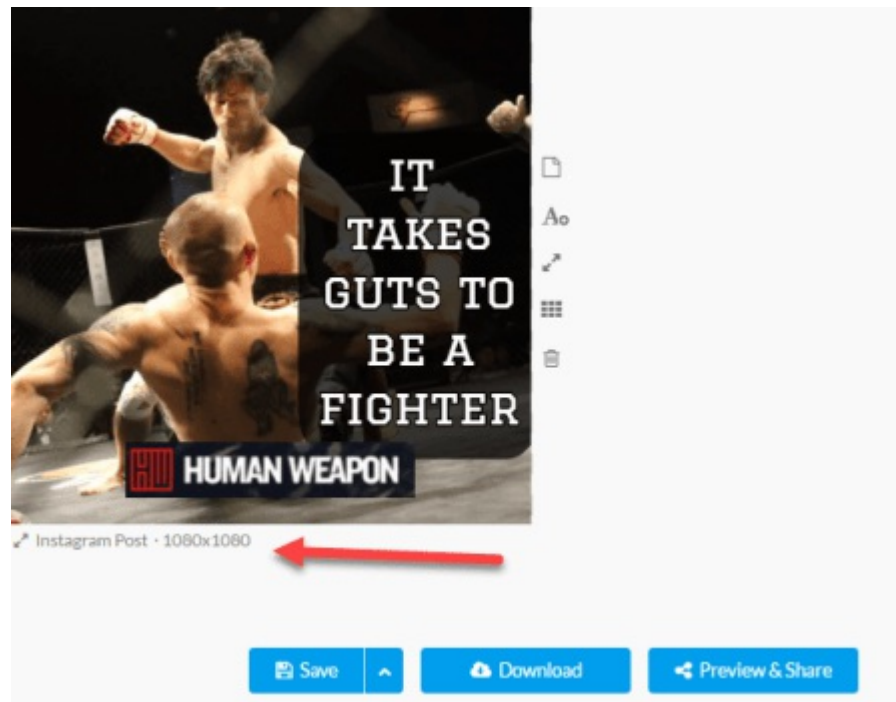 IT
TAKES
GUTS TO
BE A
FIGHTER
HW HUMAN WEAPON
Instagram Post · 1080x1080
Save
Download
Preview & Share